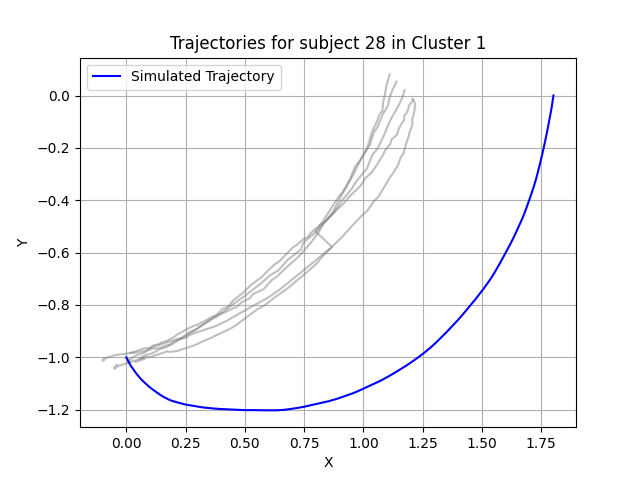 Trajectories for subject 28 in Cluster 1
Simulated Trajectory
Y
0.0
−0.2
−0.4
−0.6
−0.8
−1.0
−1.2
0.00 0.25 0.50 0.75 1.00 1.25 1.50 1.75
X